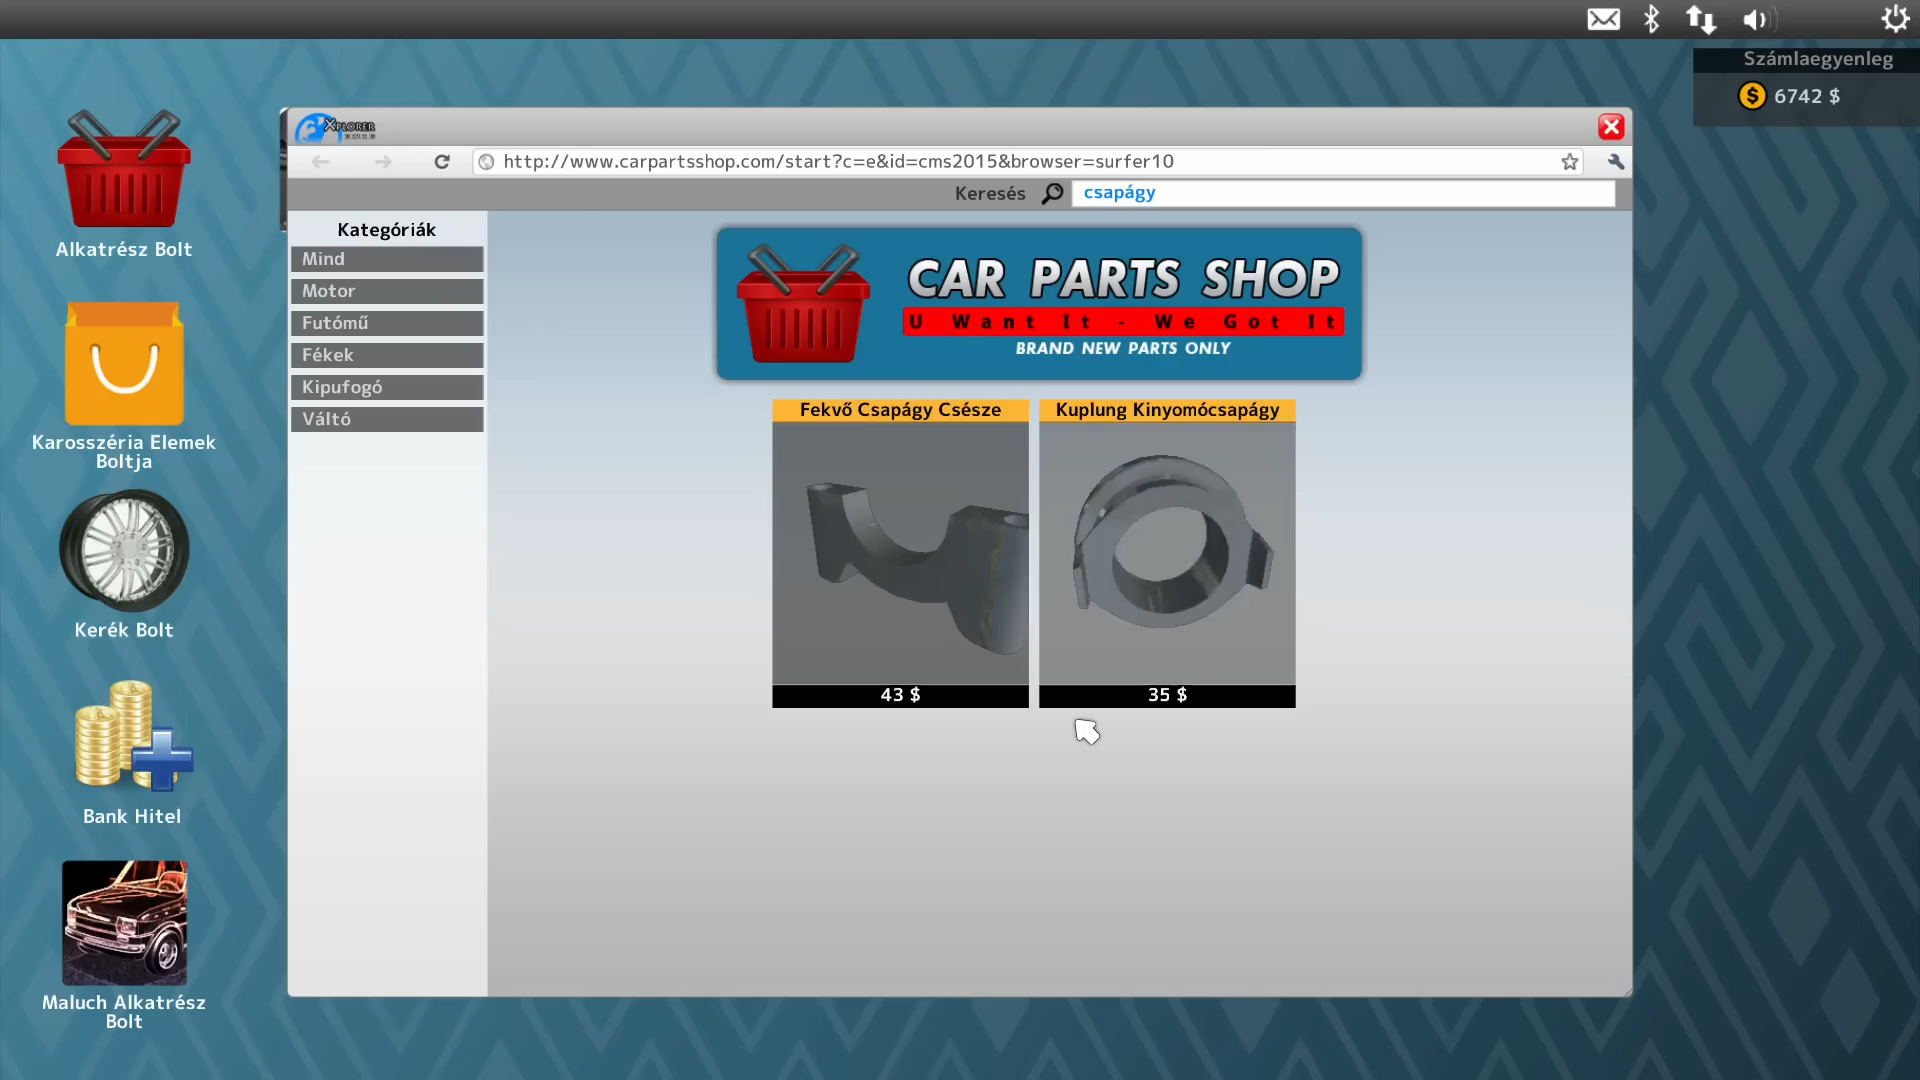 Számlaegyenleg
6742 $
Alkatrész Bolt
Karosszéria Elemek
Boltja
Kerék Bolt
Bank Hitel
Maluch Alkatrész
Bolt
XPLORER
http://www.carpartsshop.com/start?c=e&id=cms2015&browser=surfer10
Keresés
csapágy
Kategóriák
Mind
Motor
Futómű
Fékek
Kipufogó
Váltó
CAR PARTS SHOP
U Want It - We Got It
BRAND NEW PARTS ONLY
Fekvő Csapágy Csésze
43 $
Kuplung Kinyomócsapágy
35 $